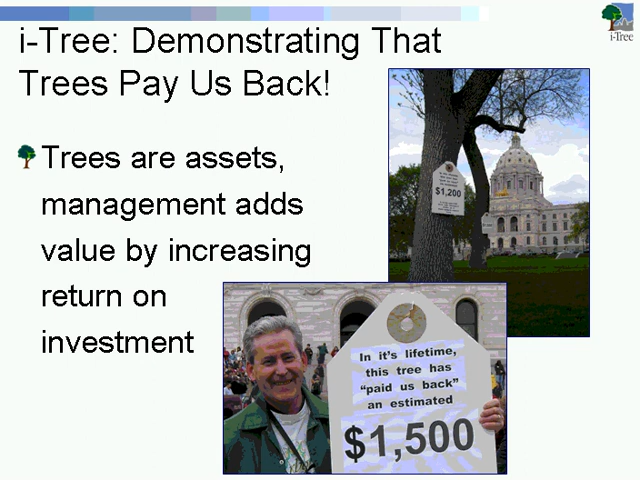 i-Tree: Demonstrating That
Trees Pay Us Back!
i-Tree
Trees are assets,
management adds
value by increasing
return on
investment
$1,200
In it's lifetime,
this tree has
"paid us back"
an estimated
$1,500